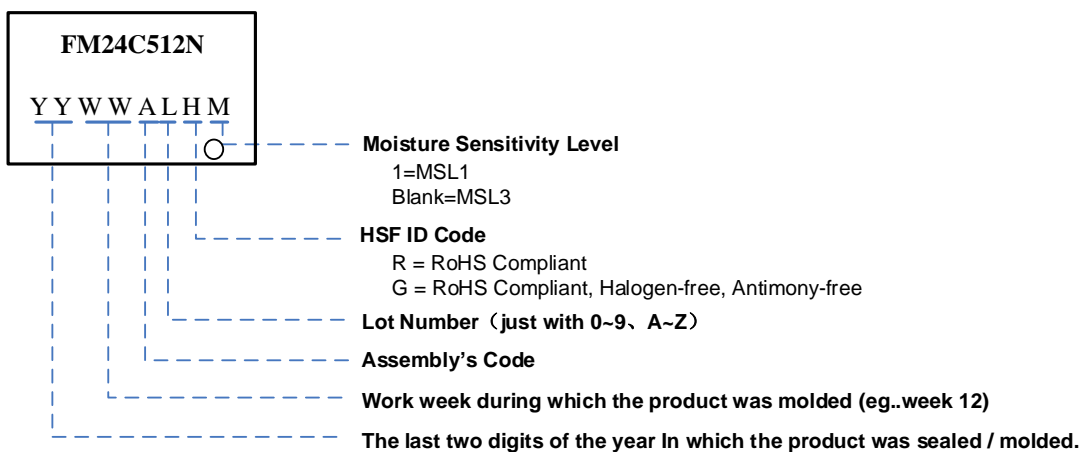 FM24C512N
Y Y W W A L H M
Moisture Sensitivity Level
1=MSL1
Blank=MSL3
HSF ID Code
R = RoHS Compliant
G = RoHS Compliant, Halogen-free, Antimony-free
Lot Number（just with 0~9、A~Z）
Assembly’s Code
Work week during which the product was molded (eg..week 12)
The last two digits of the year In which the product was sealed / molded.